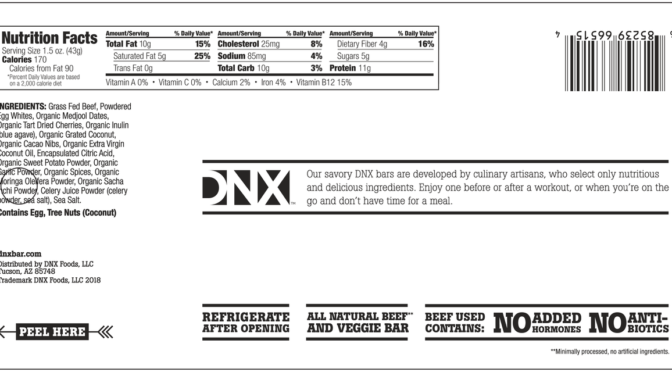 Nutrition Facts
Serving Size 1.5 oz. (43g)
Calories 170
Calories from Fat 90
*Percent Daily Values are based
on a 2,000 calorie diet
Amount/Serving % Daily Value* Amount/Serving % Daily Value* Amount/Serving % Daily Value*
Total Fat 10g 15% Cholesterol 25mg 8% Dietary Fiber 4g 16%
Saturated Fat 5g 25% Sodium 85mg 4% Sugars 5g
Trans Fat 0g Total Carb 10g 3% Protein 11g
Vitamin A 0% • Vitamin C 0% • Calcium 2% • Iron 4% • Vitamin B12 15%
85239 66515 4
NGREDIENTS: Grass Fed Beef, Powdered
Egg Whites, Organic Medjool Dates,
Organic Tart Dried Cherries, Organic Inulin
blue agave), Organic Grated Coconut,
Organic Cacao Nibs, Organic Extra Virgin
Coconut Oil, Encapsulated Citric Acid,
Organic Sweet Potato Powder, Organic
Garlic Powder, Organic Spices, Organic
Moringa Oleifera Powder, Organic Sacha
nchi Powder, Celery Juice Powder (celery
powder, sea salt), Sea Salt.
Contains Egg, Tree Nuts (Coconut)
DNX™
Our savory DNX bars are developed by culinary artisans, who select only nutritious
and delicious ingredients. Enjoy one before or after a workout, or when you're on the
go and don't have time for a meal.
dnxbar.com
Distributed by DNX Foods, LLC
Tucson, AZ 85748
Trademark DNX Foods, LLC 2018
PEEL HERE
REFRIGERATE
AFTER OPENING
ALL NATURAL BEEF**
AND VEGGIE BAR
BEEF USED
CONTAINS:
NO ADDED
HORMONES
NO ANTI-
BIOTICS
**Minimally processed, no artificial ingredients.